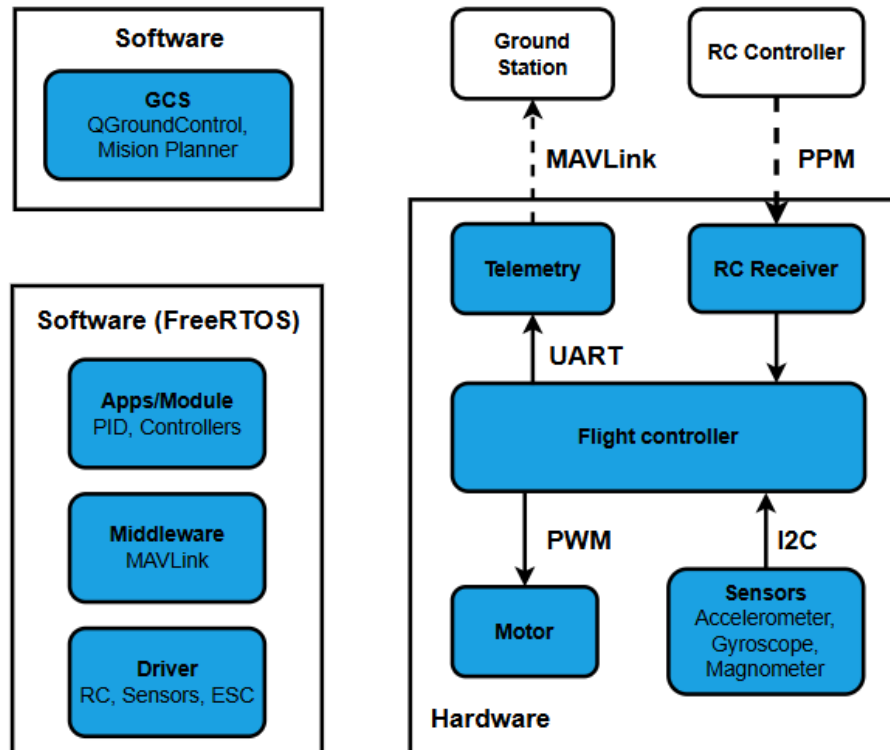 Software
GCS
QGroundControl,
Mision Planner
Software (FreeRTOS)
Apps/Module
PID, Controllers
Middleware
MAVLink
Driver
RC, Sensors, ESC
Ground
Station
RC Controller
MAVLink
PPM
Telemetry
RC Receiver
UART
Flight controller
PWM
I2C
Motor
Sensors
Accelerometer,
Gyroscope,
Magnometer
Hardware